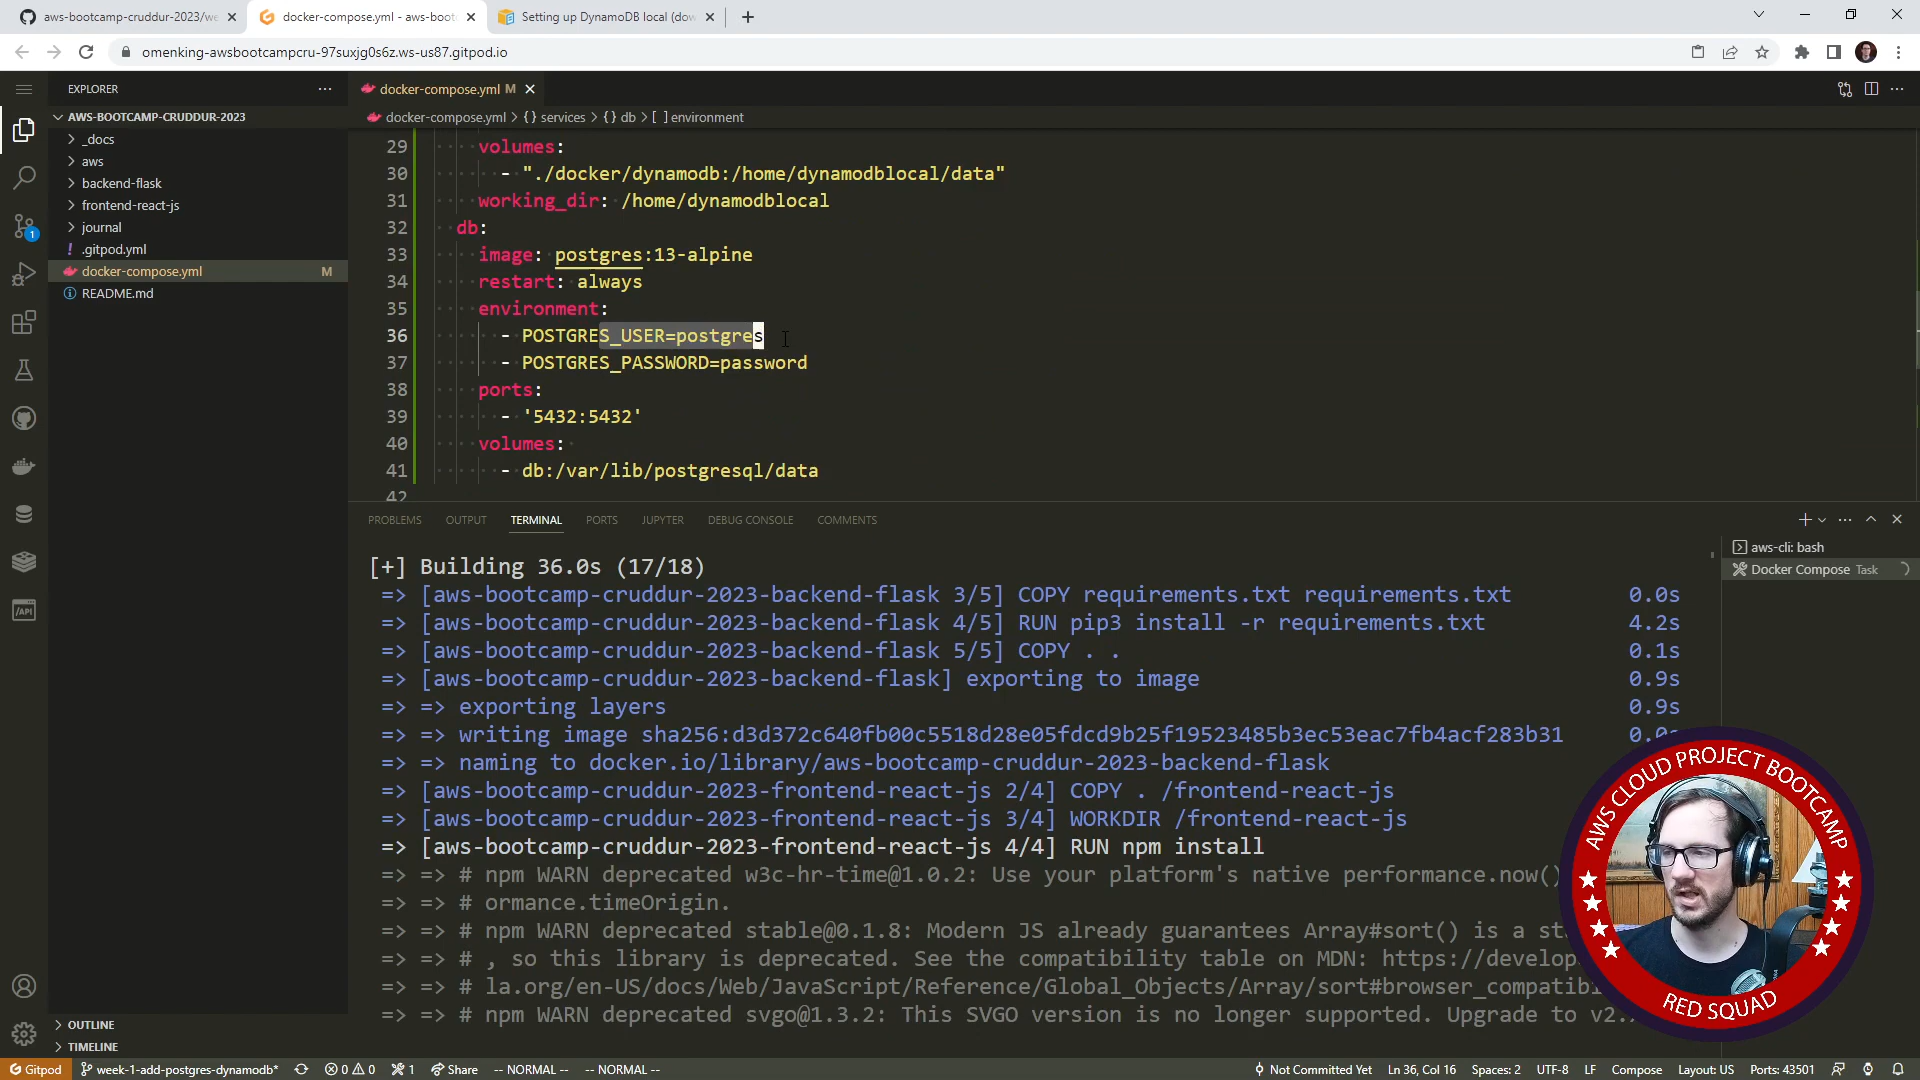 aws-bootcamp-cruddur-2023/we
docker-compose.yml - aws-boot
Setting up DynamoDB local (dow
omenking-awsbootcampcru-97suxjg0s6z.ws-us87.gitpod.io
EXPLORER
AWS-BOOTCAMP-CRUDDUR-2023
_docs
aws
backend-flask
frontend-react-js
journal
.gitpod.yml
docker-compose.yml M
README.md
OUTLINE
TIMELINE
docker-compose.yml M
docker-compose.yml > {} services > {} db > [ ] environment
29 volumes:
30 - "./docker/dynamodb:/home/dynamodblocal/data"
31 working_dir: /home/dynamodblocal
32 db:
33 image: postgres:13-alpine
34 restart: always
35 environment:
36 - POSTGRES_USER=postgres
37 - POSTGRES_PASSWORD=password
38 ports:
39 - '5432:5432'
40 volumes:
41 - db:/var/lib/postgresql/data
42
PROBLEMS OUTPUT TERMINAL PORTS JUPYTER DEBUG CONSOLE COMMENTS
aws-cli: bash
Docker Compose Task
[+] Building 36.0s (17/18)
=> [aws-bootcamp-cruddur-2023-backend-flask 3/5] COPY requirements.txt requirements.txt 0.0s
=> [aws-bootcamp-cruddur-2023-backend-flask 4/5] RUN pip3 install -r requirements.txt 4.2s
=> [aws-bootcamp-cruddur-2023-backend-flask 5/5] COPY . . 0.1s
=> [aws-bootcamp-cruddur-2023-backend-flask] exporting to image 0.9s
=> => exporting layers 0.9s
=> => writing image sha256:d3d372c640fb00c5518d28e05fdcd9b25f19523485b3ec53eac7fb4acf283b31 0.0s
=> => naming to docker.io/library/aws-bootcamp-cruddur-2023-backend-flask
=> [aws-bootcamp-cruddur-2023-frontend-react-js 2/4] COPY . /frontend-react-js
=> [aws-bootcamp-cruddur-2023-frontend-react-js 3/4] WORKDIR /frontend-react-js
=> [aws-bootcamp-cruddur-2023-frontend-react-js 4/4] RUN npm install
=> => # npm WARN deprecated w3c-hr-time@1.0.2: Use your platform's native performance.now()
=> => # ormance.timeOrigin.
=> => # npm WARN deprecated stable@0.1.8: Modern JS already guarantees Array#sort() is a st
=> => # , so this library is deprecated. See the compatibility table on MDN: https://develop
=> => # la.org/en-US/docs/Web/JavaScript/Reference/Global_Objects/Array/sort#browser_compatibi
=> => # npm WARN deprecated svgo@1.3.2: This SVGO version is no longer supported. Upgrade to v2.
AWS CLOUD PROJECT BOOTCAMP
RED SQUAD
Gitpod week-1-add-postgres-dynamodb* 0 0 1 Share -- NORMAL -- -- NORMAL -- Not Committed Yet Ln 36, Col 16 Spaces: 2 UTF-8 LF Compose Layout: US Ports: 43501